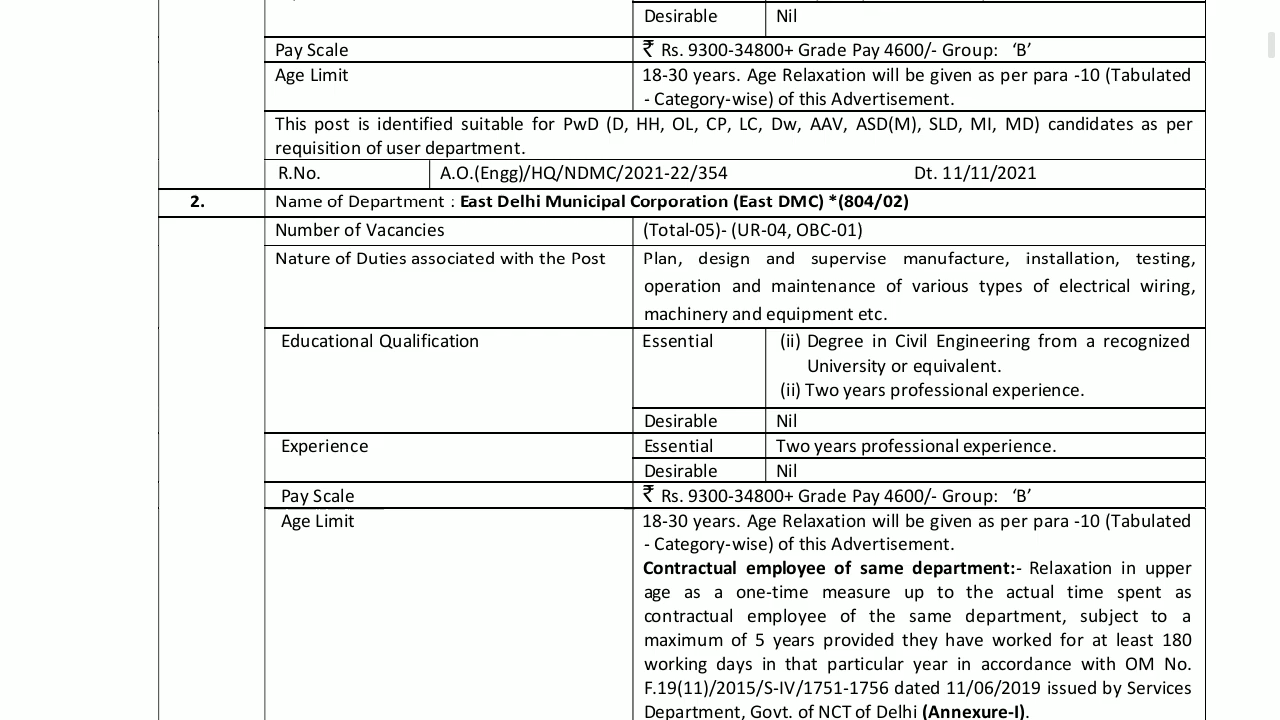 Desirable Nil
Pay Scale ₹ Rs. 9300-34800+ Grade Pay 4600/- Group: ‘B’
Age Limit 18-30 years. Age Relaxation will be given as per para -10 (Tabulated
- Category-wise) of this Advertisement.
This post is identified suitable for PwD (D, HH, OL, CP, LC, Dw, AAV, ASD(M), SLD, MI, MD) candidates as per
requisition of user department.
R.No. A.O.(Engg)/HQ/NDMC/2021-22/354 Dt. 11/11/2021
2. Name of Department : East Delhi Municipal Corporation (East DMC) *(804/02)
Number of Vacancies (Total-05)- (UR-04, OBC-01)
Nature of Duties associated with the Post Plan, design and supervise manufacture, installation, testing,
operation and maintenance of various types of electrical wiring,
machinery and equipment etc.
Educational Qualification Essential (ii) Degree in Civil Engineering from a recognized
University or equivalent.
(ii) Two years professional experience.
Desirable Nil
Experience Essential Two years professional experience.
Desirable Nil
Pay Scale ₹ Rs. 9300-34800+ Grade Pay 4600/- Group: ‘B’
Age Limit 18-30 years. Age Relaxation will be given as per para -10 (Tabulated
- Category-wise) of this Advertisement.
Contractual employee of same department:- Relaxation in upper
age as a one-time measure up to the actual time spent as
contractual employee of the same department, subject to a
maximum of 5 years provided they have worked for at least 180
working days in that particular year in accordance with OM No.
F.19(11)/2015/S-IV/1751-1756 dated 11/06/2019 issued by Services
Department, Govt. of NCT of Delhi (Annexure-I).